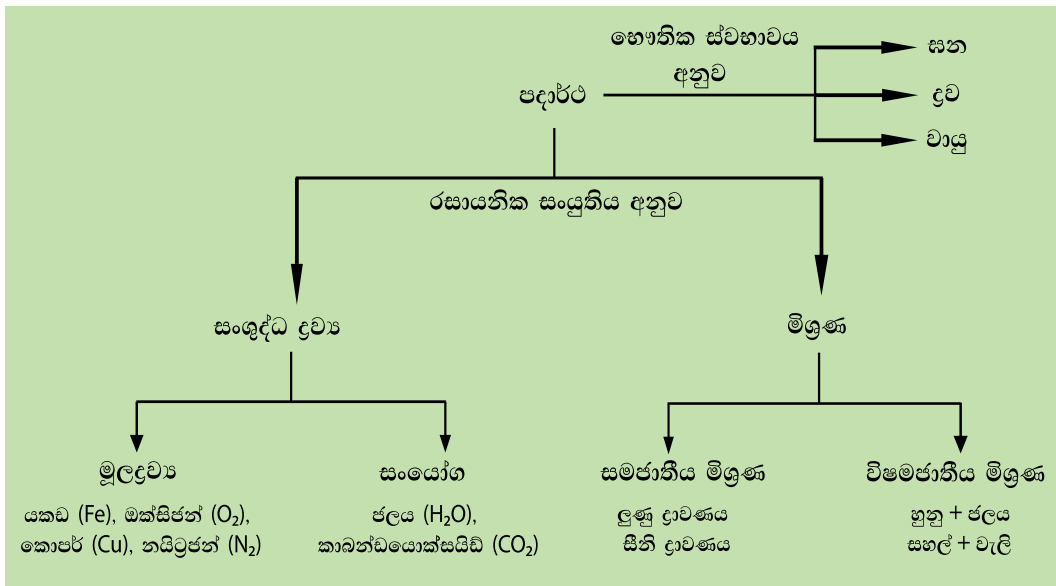 භෞතික ස්වභාවය
අනුව
පදාර්ථ
ඝන
ද්‍රව
වායු
රසායනික සංයුතිය අනුව
සංශුද්ධ ද්‍රව්‍ය
මිශ්‍රණ
මූලද්‍රව්‍ය
යකඩ (Fe), ඔක්සිජන් (O₂),
කොපර් (Cu), නයිට්‍රජන් (N₂)
සංයෝග
ජලය (H₂O),
කාබන්ඩයොක්සයිඩ් (CO₂)
සමජාතීය මිශ්‍රණ
ලුණු ද්‍රාවණය
සීනි ද්‍රාවණය
විෂමජාතීය මිශ්‍රණ
හුනු + ජලය
සහල් + වැලි